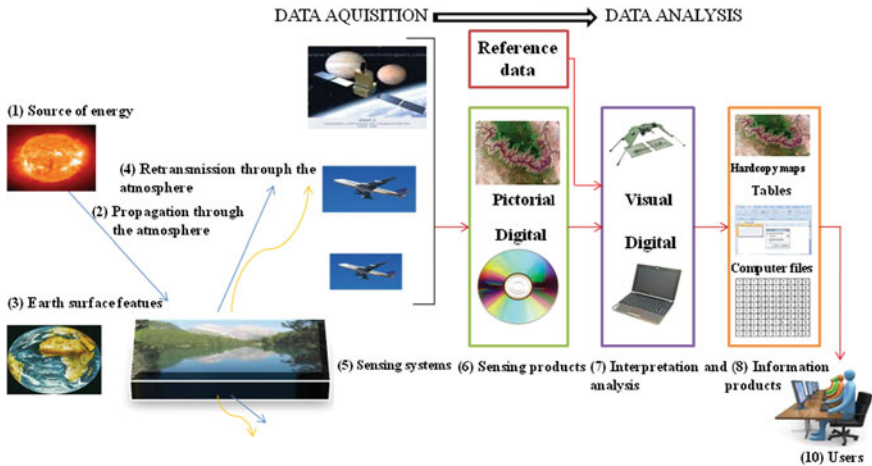 DATA AQUISITION
DATA ANALYSIS
Reference
data
(1) Source of energy
(4) Retransmission through the
atmosphere
(2) Propagation through
the atmosphere
(3) Earth surface featues
Pictorial
Digital
Visual
Digital
Hardcopy maps
Tables
Computer files
(5) Sensing systems
(6) Sensing products
(7) Interpretation and
analysis
(8) Information
products
(10) Users